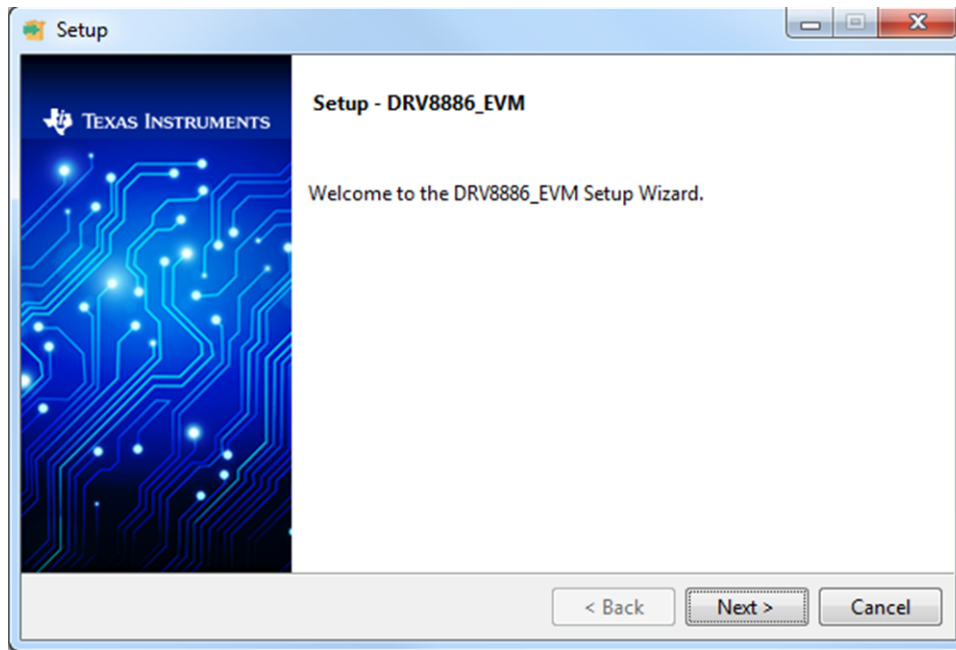 Setup
TEXAS INSTRUMENTS
Setup - DRV8886_EVM
Welcome to the DRV8886_EVM Setup Wizard.
< Back
Next >
Cancel